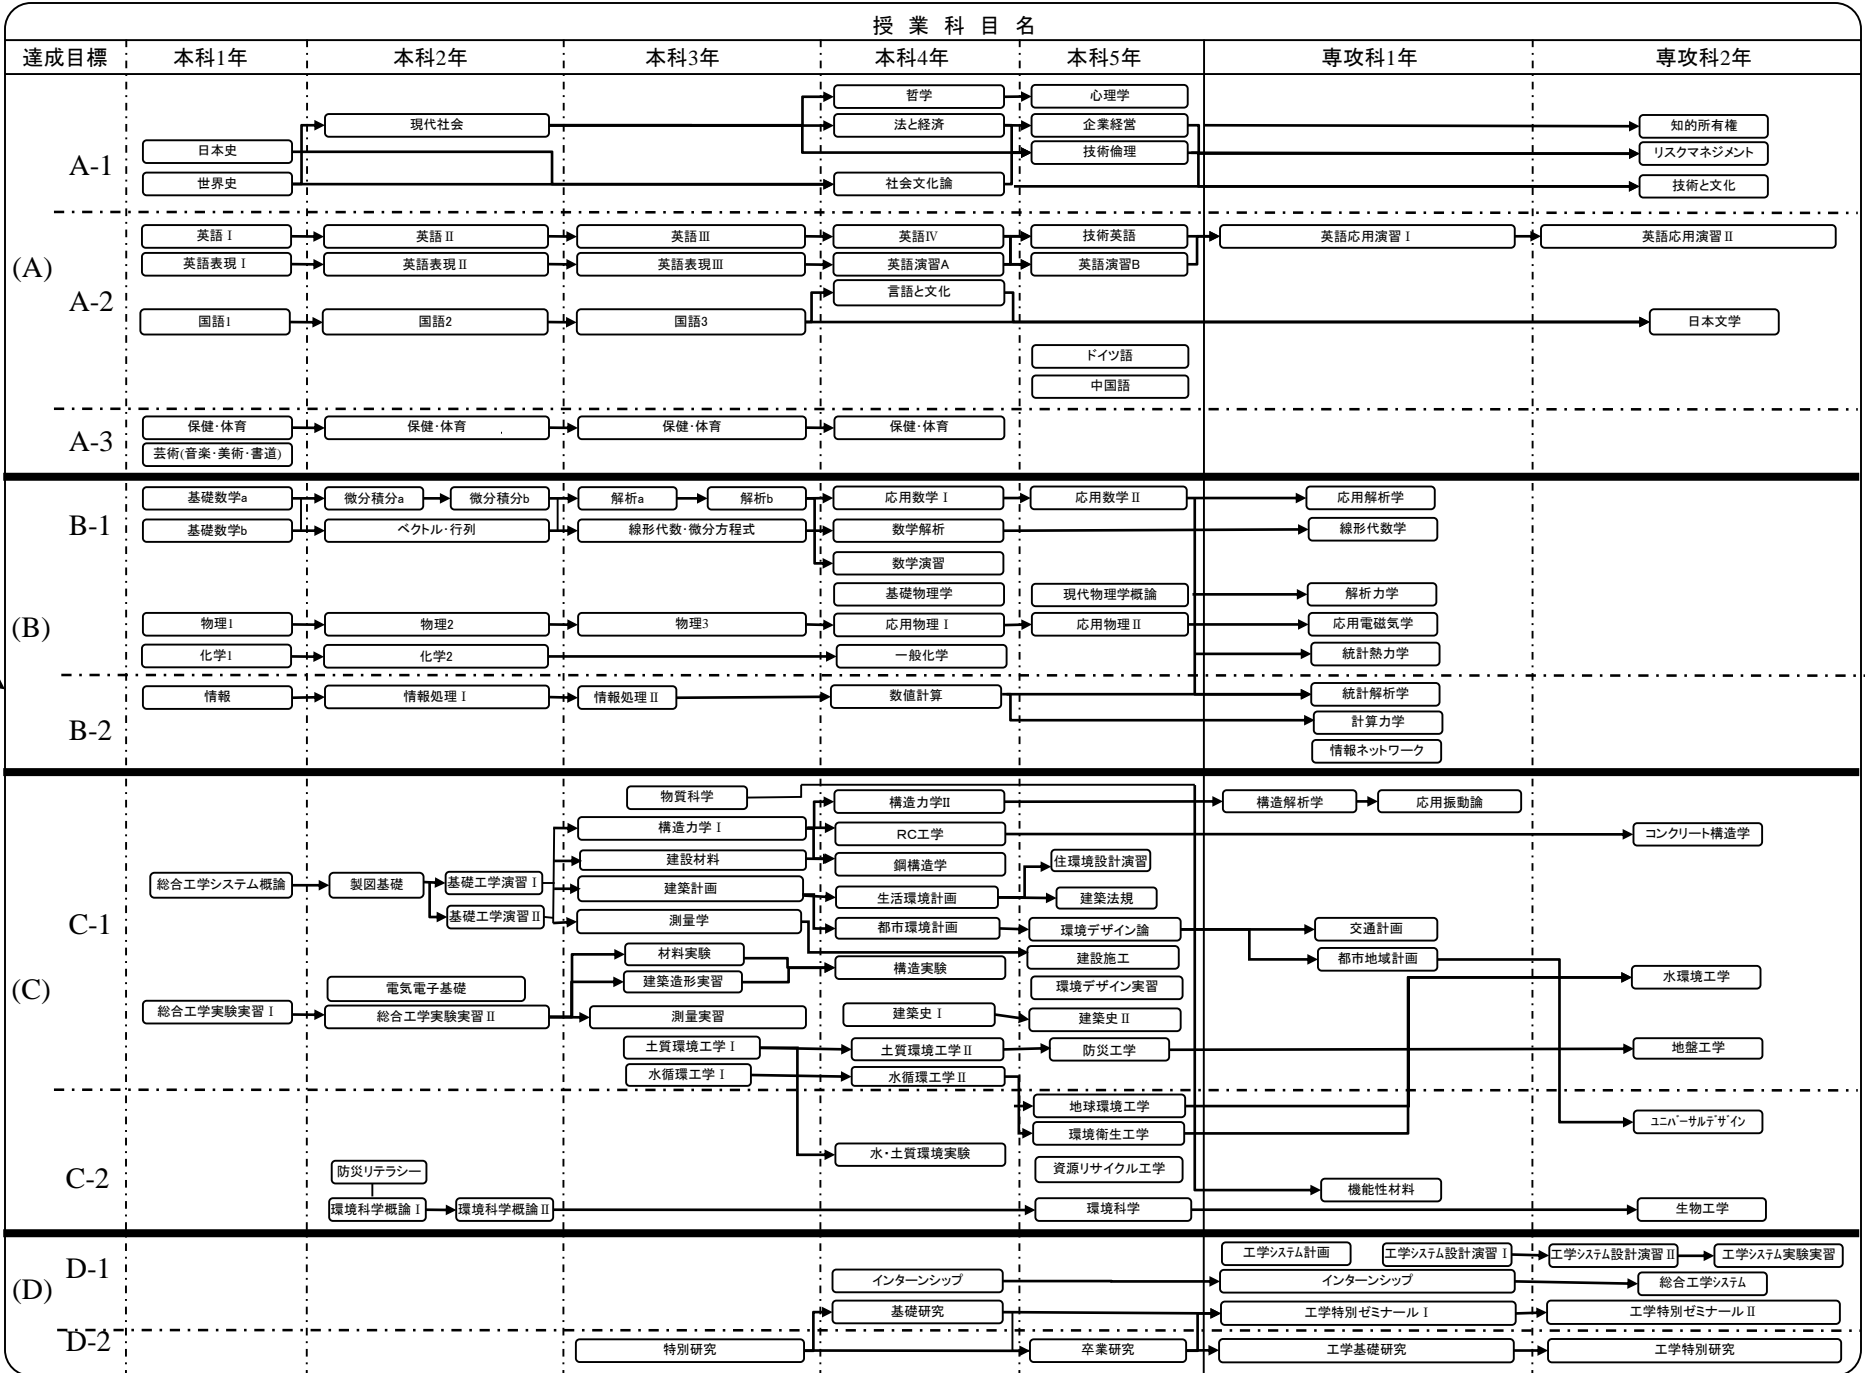 授業科目名
達成目標 本科1年 本科2年 本科3年 本科4年 本科5年 専攻科1年 専攻科2年
哲学 心理学
現代社会 法と経済 企業経営 知的所有権
A-1 日本史 技術倫理 リスクマネジメント
世界史 社会文化論 技術と文化
英語Ⅰ 英語Ⅱ 英語Ⅲ 英語Ⅳ 技術英語 英語応用演習Ⅰ 英語応用演習Ⅱ
(A) 英語表現Ⅰ 英語表現Ⅱ 英語表現Ⅲ 英語演習A 英語演習B
A-2 言語と文化
国語1 国語2 国語3 日本文学
ドイツ語
中国語
保健・体育 保健・体育 保健・体育 保健・体育
A-3
芸術(音楽・美術・書道)
基礎数学a 微分積分a 微分積分b 解析a 解析b 応用数学Ⅰ 応用数学Ⅱ 応用解析学
B-1 基礎数学b ベクトル・行列 線形代数・微分方程式 数学解析 線形代数学
数学演習
基礎物理学 現代物理学概論 解析力学
(B) 物理1 物理2 物理3 応用物理Ⅰ 応用物理Ⅱ 応用電磁気学
化学1 化学2 一般化学 統計熱力学
情報 情報処理Ⅰ 情報処理Ⅱ 数値計算 統計解析学
B-2 計算力学
情報ネットワーク
物質科学 構造力学II 構造解析学 応用振動論
構造力学Ⅰ RC工学 コンクリート構造学
建設材料 鋼構造学 住環境設計演習
総合工学システム概論 製図基礎 基礎工学演習Ⅰ 建築計画 生活環境計画 建築法規
C-1 基礎工学演習Ⅱ 測量学 都市環境計画 環境デザイン論 交通計画
材料実験 構造実験 建設施工 都市地域計画
(C) 電気電子基礎 建築造形実習 環境デザイン実習 水環境工学
総合工学実験実習Ⅰ 総合工学実験実習Ⅱ 測量実習 建築史Ⅰ 建築史Ⅱ
土質環境工学Ⅰ 土質環境工学Ⅱ 防災工学 地盤工学
水循環工学Ⅰ 水循環工学Ⅱ
地球環境工学 ユニバーサルデザイン
環境衛生工学
水・土質環境実験
C-2 防災リテラシー 資源リサイクル工学
機能性材料
環境科学概論Ⅰ 環境科学概論Ⅱ 環境科学 生物工学
D-1 工学システム計画 工学システム設計演習Ⅰ 工学システム設計演習Ⅱ 工学システム実験実習
(D) インターンシップ インターンシップ 総合工学システム
基礎研究 工学特別ゼミナールⅠ 工学特別ゼミナールⅡ
D-2 特別研究 卒業研究 工学基礎研究 工学特別研究